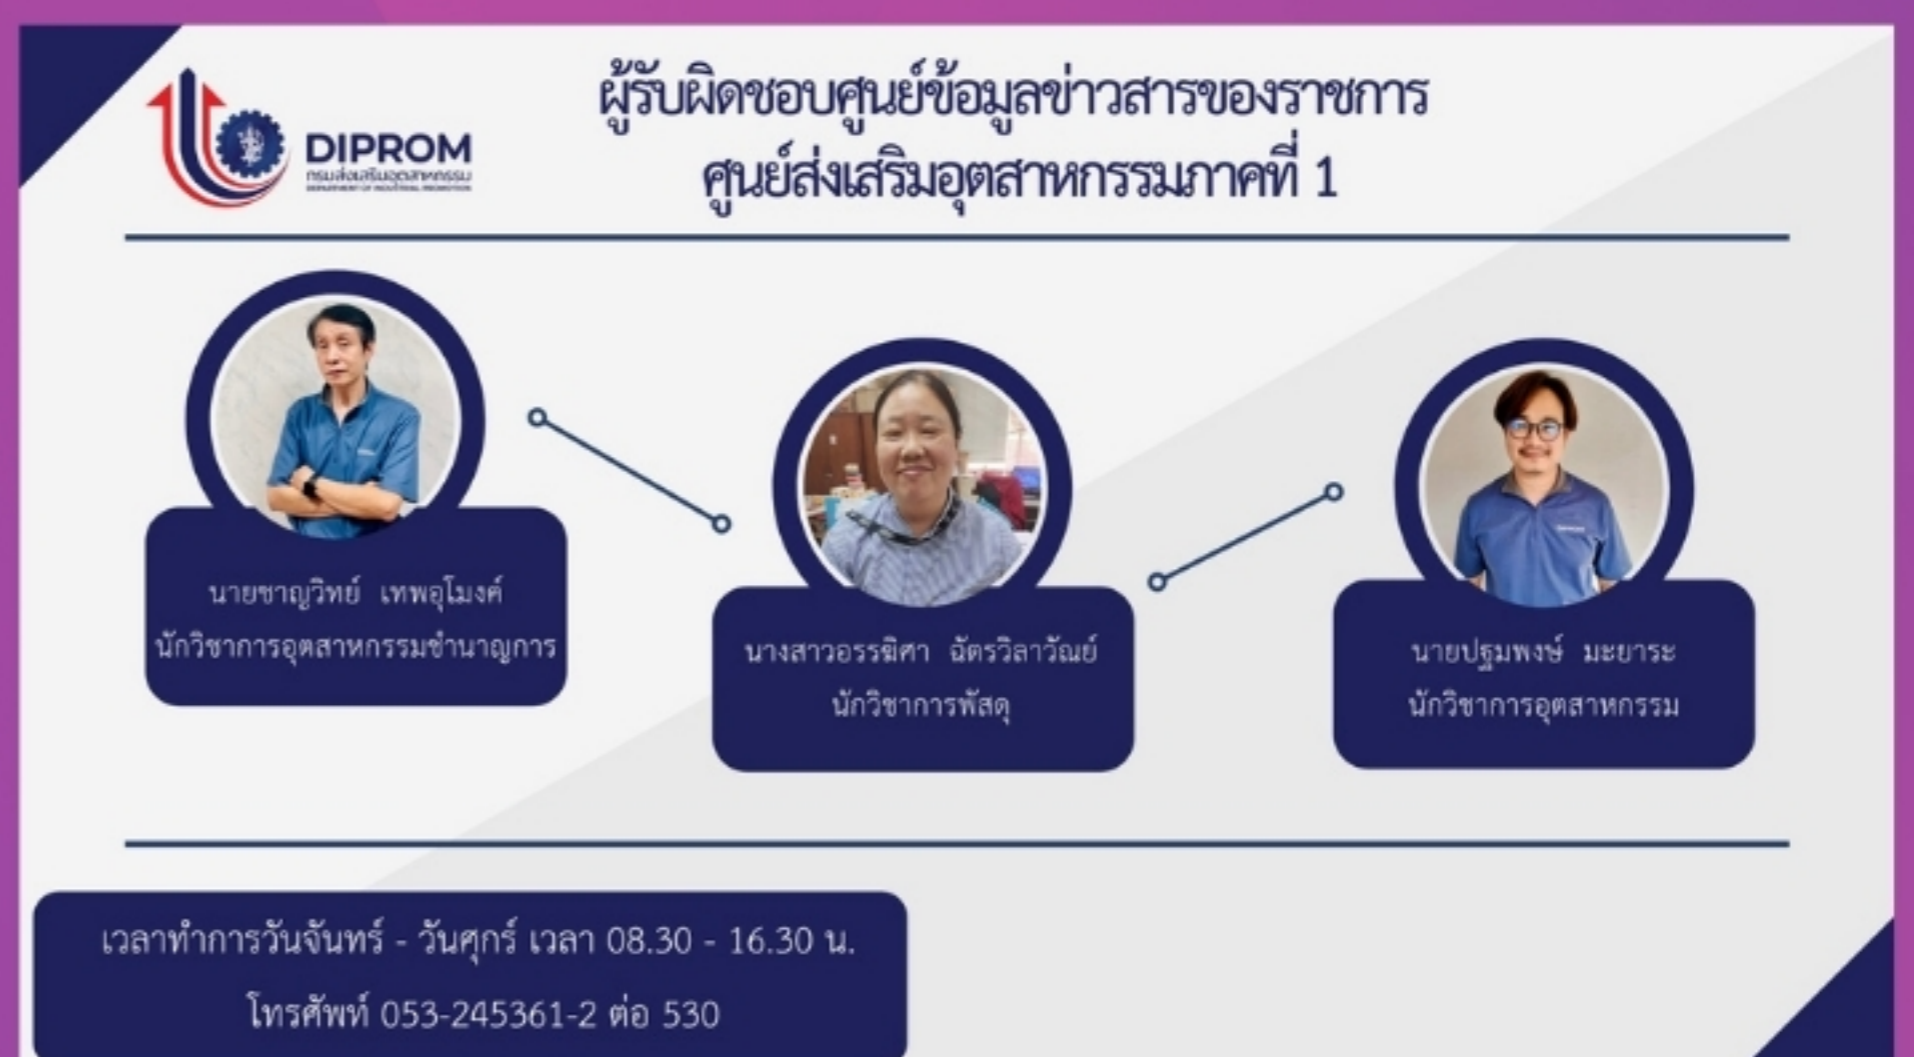 ผู้รับผิดชอบศูนย์ข้อมูลข่าวสารของราชการ
ศูนย์ส่งเสริมอุตสาหกรรมภาคที่ 1
DIPROM
กรมส่งเสริมอุตสาหกรรม
DEPARTMENT OF INDUSTRIAL PROMOTION
นายชาญวิทย์ เทพอุโมงค์
นักวิชาการอุตสาหกรรมชำนาญการ
นางสาวอรรฆิศา ฉัตรวิลาวัณย์
นักวิชาการพัสดุ
นายปฐมพงษ์ มะยาระ
นักวิชาการอุตสาหกรรม
เวลาทำการวันจันทร์ - วันศุกร์ เวลา 08.30 - 16.30 น.
โทรศัพท์ 053-245361-2 ต่อ 530